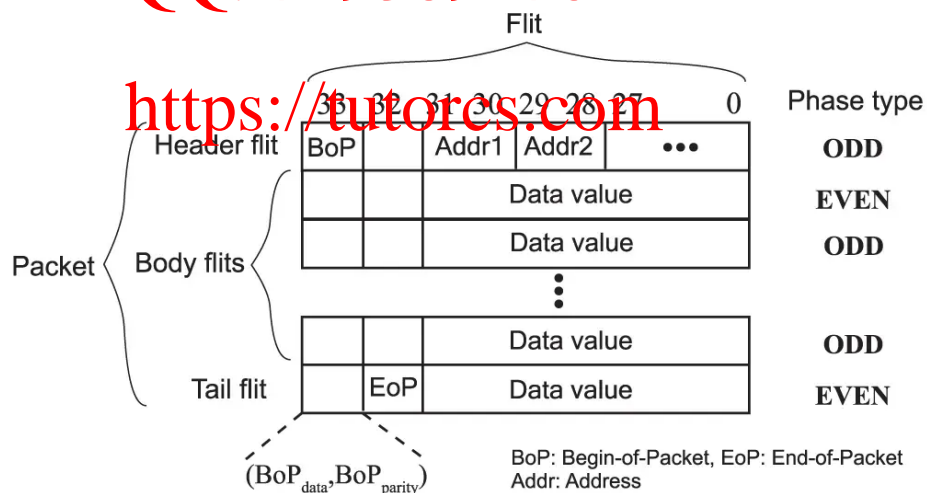 Flit
https://tutorcs.com
33 32 31 30 29 28 27 0 Phase type
Header flit BoP Addr1 Addr2 ••• ODD
Data value EVEN
Data value ODD
Packet Body flits
Data value ODD
Tail flit EoP Data value EVEN
(BoPdata,BoPparity)
BoP: Begin-of-Packet, EoP: End-of-Packet
Addr: Address